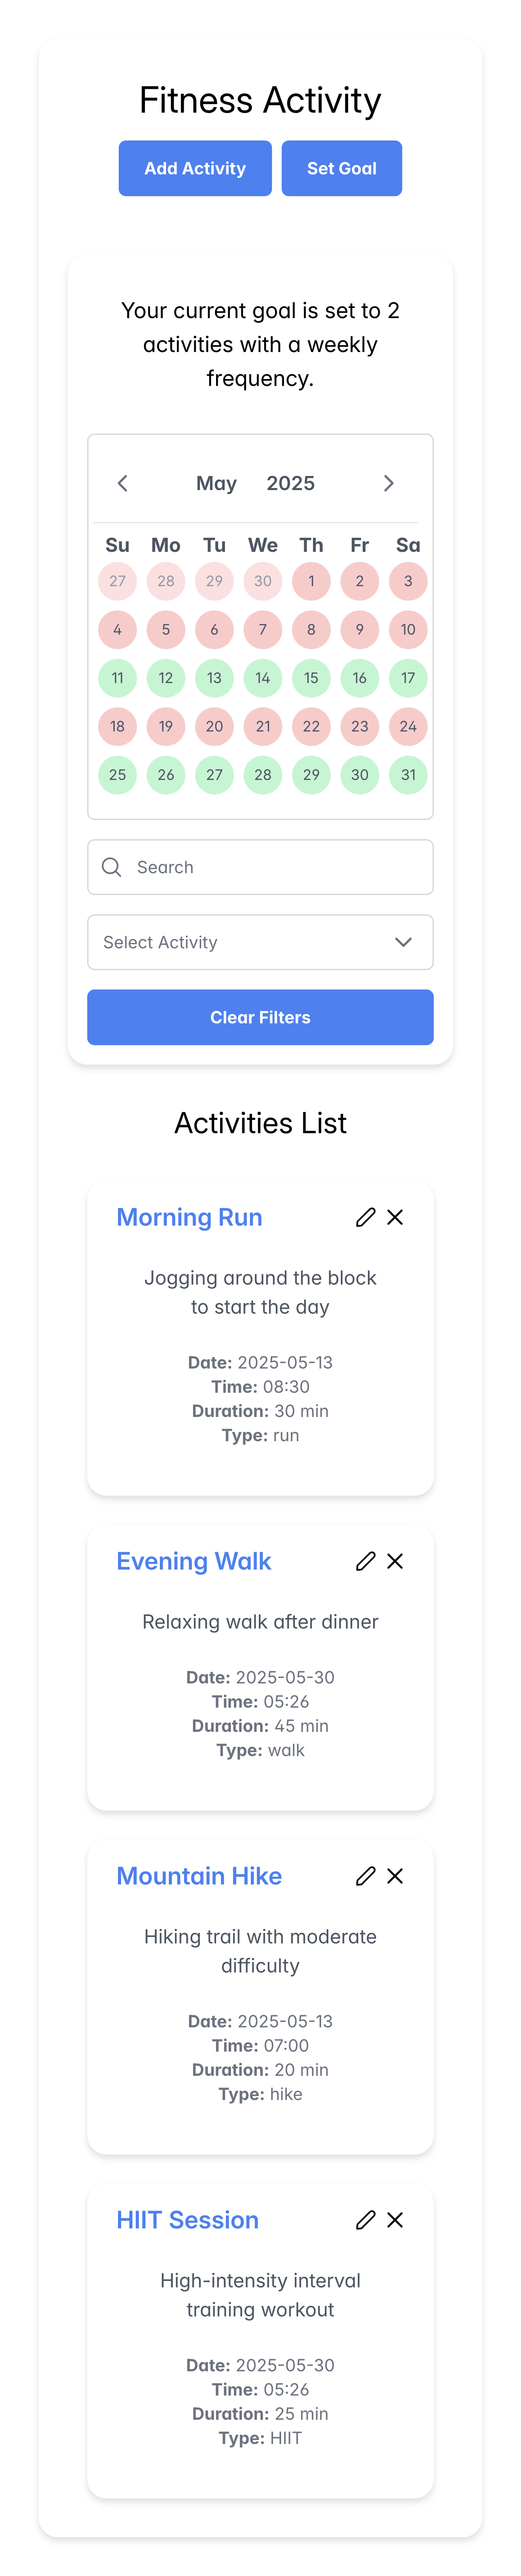 Fitness Activity
Add Activity Set Goal
Your current goal is set to 2
activities with a weekly
frequency.
May 2025
Su Mo Tu We Th Fr Sa
27 28 29 30 1 2 3
4 5 6 7 8 9 10
11 12 13 14 15 16 17
18 19 20 21 22 23 24
25 26 27 28 29 30 31
Search
Select Activity
Clear Filters
Activities List
Morning Run
Jogging around the block
to start the day
Date: 2025-05-13
Time: 08:30
Duration: 30 min
Type: run
Evening Walk
Relaxing walk after dinner
Date: 2025-05-30
Time: 05:26
Duration: 45 min
Type: walk
Mountain Hike
Hiking trail with moderate
difficulty
Date: 2025-05-13
Time: 07:00
Duration: 20 min
Type: hike
HIIT Session
High-intensity interval
training workout
Date: 2025-05-30
Time: 05:26
Duration: 25 min
Type: HIIT